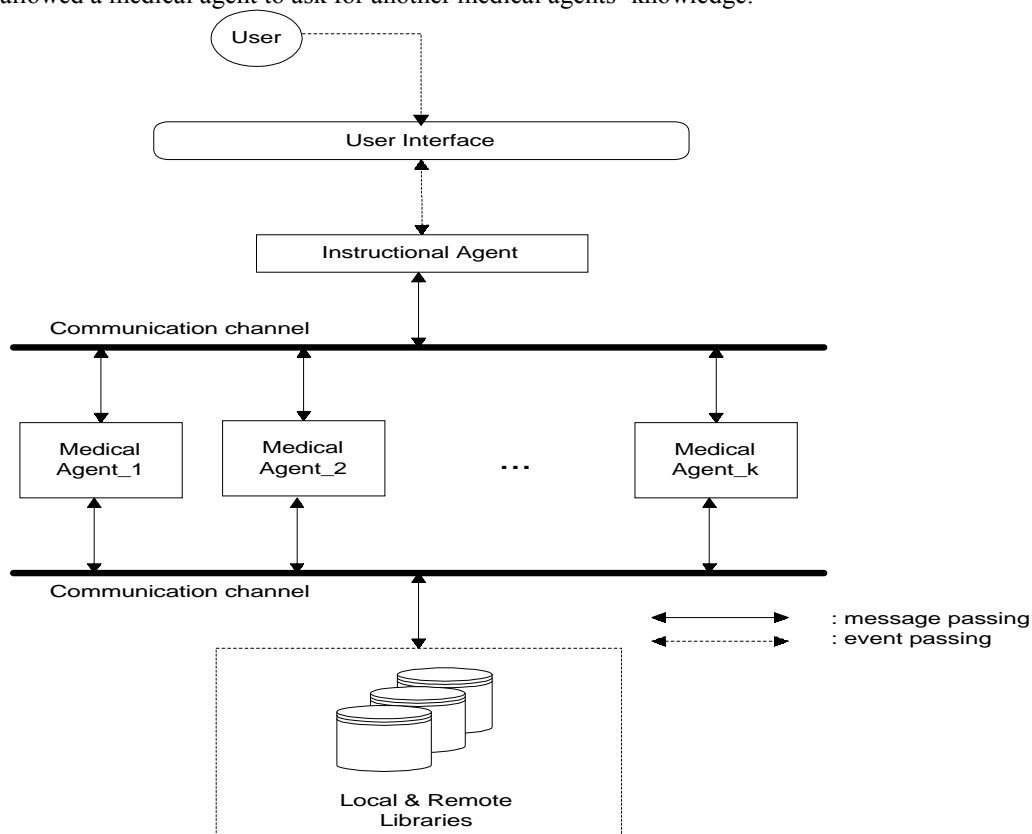 allowed a medical agent to ask for another medical agents' knowledge.
User
User Interface
Instructional Agent
Communication channel
Medical
Agent_1
Medical
Agent_2
...
Medical
Agent_k
Communication channel
: message passing
: event passing
Local & Remote
Libraries